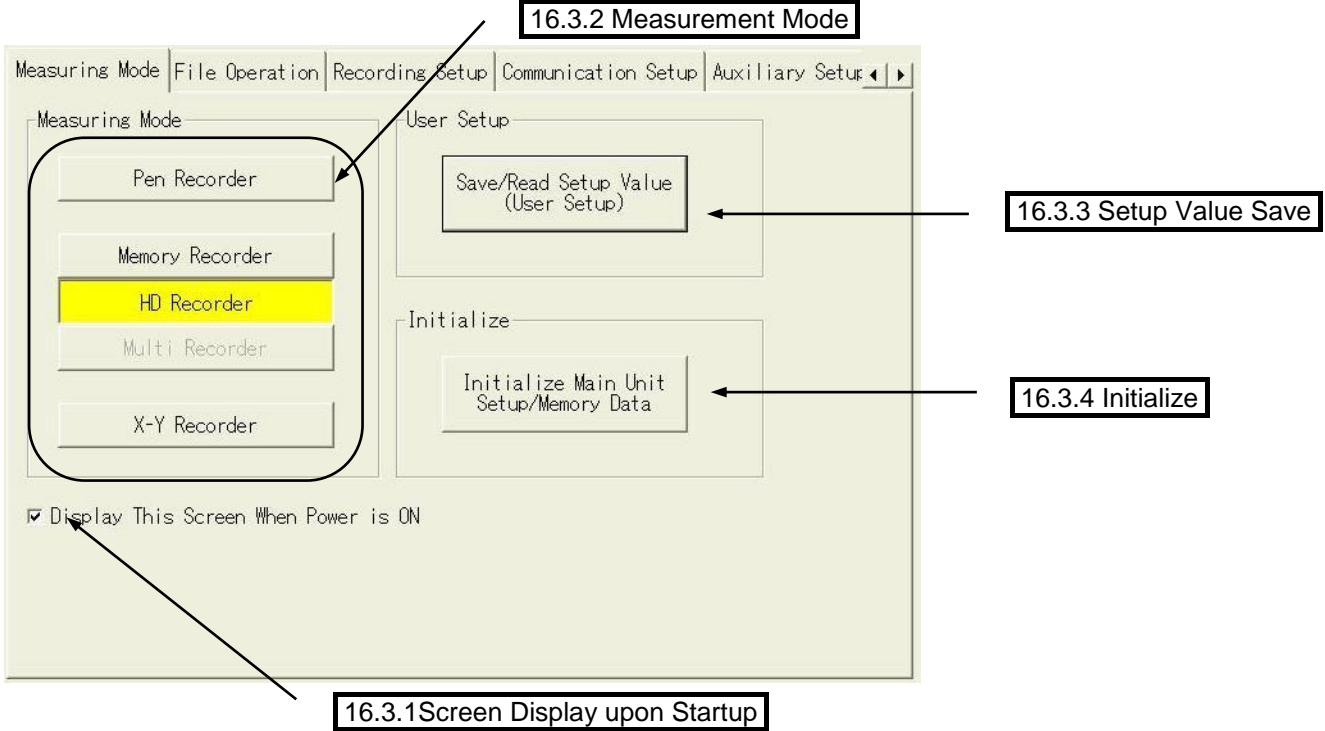 16.3.2 Measurement Mode
Measuring Mode File Operation Recording Setup Communication Setup Auxiliary Setup
Measuring Mode
User Setup
Pen Recorder
Save/Read Setup Value
(User Setup)
16.3.3 Setup Value Save
Memory Recorder
HD Recorder
Multi Recorder
Initialize
Initialize Main Unit
Setup/Memory Data
16.3.4 Initialize
X-Y Recorder
Display This Screen When Power is ON
16.3.1Screen Display upon Startup